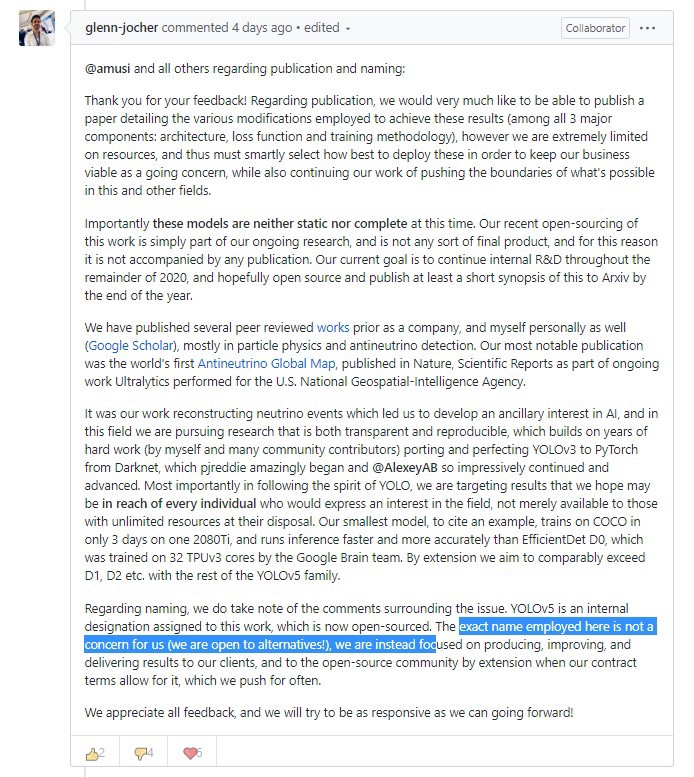 glenn-jocher commented 4 days ago • edited
Collaborator
@amusi and all others regarding publication and naming:
Thank you for your feedback! Regarding publication, we would very much like to be able to publish a
paper detailing the various modifications employed to achieve these results (among all 3 major
components: architecture, loss function and training methodology), however we are extremely limited
on resources, and thus must smartly select how best to deploy these in order to keep our business
viable as a going concern, while also continuing our work of pushing the boundaries of what's possible
in this and other fields.
Importantly these models are neither static nor complete at this time. Our recent open-sourcing of
this work is simply part of our ongoing research, and is not any sort of final product, and for this reason
it is not accompanied by any publication. Our current goal is to continue internal R&D throughout the
remainder of 2020, and hopefully open source and publish at least a short synopsis of this to Arxiv by
the end of the year.
We have published several peer reviewed works prior as a company, and myself personally as well
(Google Scholar), mostly in particle physics and antineutrino detection. Our most notable publication
was the world's first Antineutrino Global Map, published in Nature, Scientific Reports as part of ongoing
work Ultralytics performed for the U.S. National Geospatial-Intelligence Agency.
It was our work reconstructing neutrino events which led us to develop an ancillary interest in AI, and in
this field we are pursuing research that is both transparent and reproducible, which builds on years of
hard work (by myself and many community contributors) porting and perfecting YOLOv3 to PyTorch
from Darknet, which pjreddie amazingly began and @AlexeyAB so impressively continued and
advanced. Most importantly in following the spirit of YOLO, we are targeting results that we hope may
be in reach of every individual who would express an interest in the field, not merely available to those
with unlimited resources at their disposal. Our smallest model, to cite an example, trains on COCO in
only 3 days on one 2080Ti, and runs inference faster and more accurately than EfficientDet D0, which
was trained on 32 TPUv3 cores by the Google Brain team. By extension we aim to comparably exceed
D1, D2 etc. with the rest of the YOLOv5 family.
Regarding naming, we do take note of the comments surrounding the issue. YOLOv5 is an internal
designation assigned to this work, which is now open-sourced. The exact name employed here is not a
concern for us (we are open to alternatives!), we are instead focused on producing, improving, and
delivering results to our clients, and to the open-source community by extension when our contract
terms allow for it, which we push for often.
We appreciate all feedback, and we will try to be as responsive as we can going forward!
2 4 6